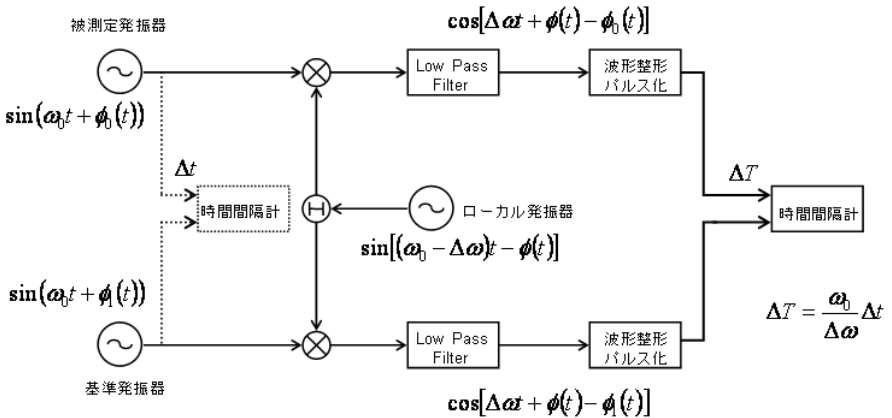 被測定発振器
cos[Δωt + φ(t) − φ₀(t)]
Low Pass
Filter
波形整形
パルス化
sin(ω₀t + φ₀(t))
Δt
時間間隔計
ローカル発振器
sin[(ω₀ − Δω)t − φ(t)]
ΔT
時間間隔計
sin(ω₀t + φ₁(t))
ΔT = ω₀/Δω Δt
Low Pass
Filter
波形整形
パルス化
基準発振器
cos[Δωt + φ(t) − φ₁(t)]